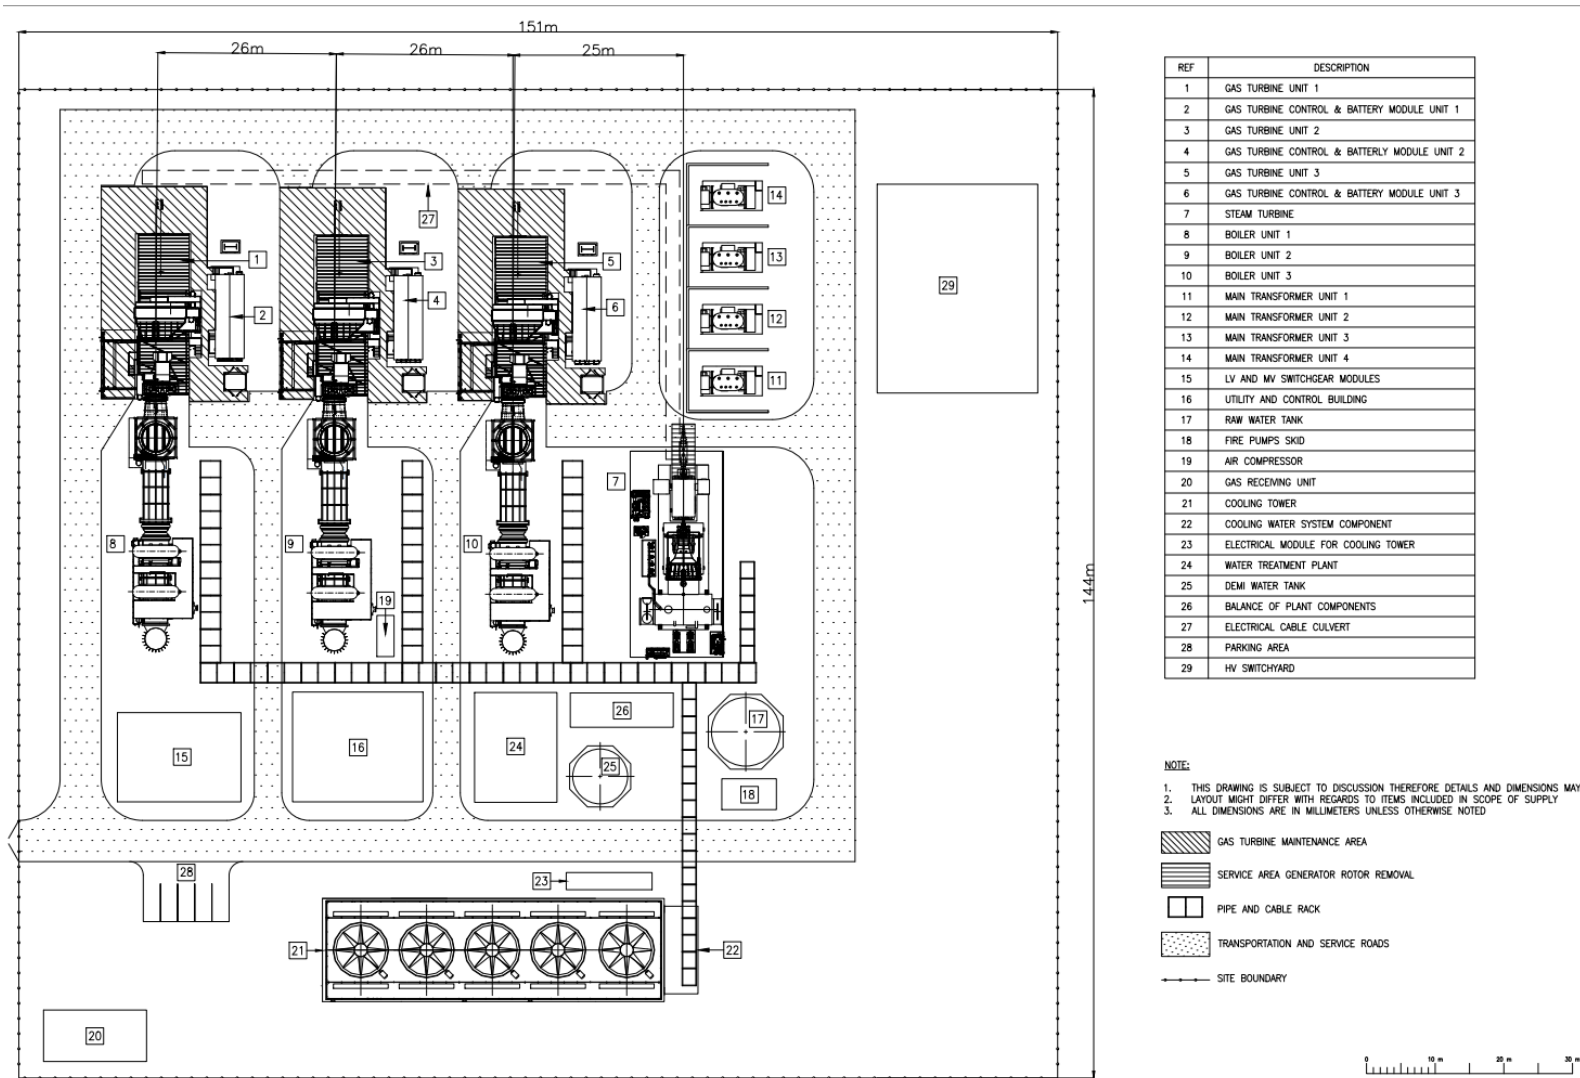 151m
26m
26m
25m
144m
1
2
3
4
5
6
7
8
9
10
11
12
13
14
15
16
17
18
19
20
21
22
23
24
25
26
27
28
29
REF DESCRIPTION
1 GAS TURBINE UNIT 1
2 GAS TURBINE CONTROL & BATTERY MODULE UNIT 1
3 GAS TURBINE UNIT 2
4 GAS TURBINE CONTROL & BATTERLY MODULE UNIT 2
5 GAS TURBINE UNIT 3
6 GAS TURBINE CONTROL & BATTERY MODULE UNIT 3
7 STEAM TURBINE
8 BOILER UNIT 1
9 BOILER UNIT 2
10 BOILER UNIT 3
11 MAIN TRANSFORMER UNIT 1
12 MAIN TRANSFORMER UNIT 2
13 MAIN TRANSFORMER UNIT 3
14 MAIN TRANSFORMER UNIT 4
15 LV AND MV SWITCHGEAR MODULES
16 UTILITY AND CONTROL BUILDING
17 RAW WATER TANK
18 FIRE PUMPS SKID
19 AIR COMPRESSOR
20 GAS RECEIVING UNIT
21 COOLING TOWER
22 COOLING WATER SYSTEM COMPONENT
23 ELECTRICAL MODULE FOR COOLING TOWER
24 WATER TREATMENT PLANT
25 DEMI WATER TANK
26 BALANCE OF PLANT COMPONENTS
27 ELECTRICAL CABLE CULVERT
28 PARKING AREA
29 HV SWITCHYARD
NOTE:
1. THIS DRAWING IS SUBJECT TO DISCUSSION THEREFORE DETAILS AND DIMENSIONS MAY
2. LAYOUT MIGHT DIFFER WITH REGARDS TO ITEMS INCLUDED IN SCOPE OF SUPPLY
3. ALL DIMENSIONS ARE IN MILLIMETERS UNLESS OTHERWISE NOTED
GAS TURBINE MAINTENANCE AREA
SERVICE AREA GENERATOR ROTOR REMOVAL
PIPE AND CABLE RACK
TRANSPORTATION AND SERVICE ROADS
SITE BOUNDARY
0 10 m 20 m 30 m